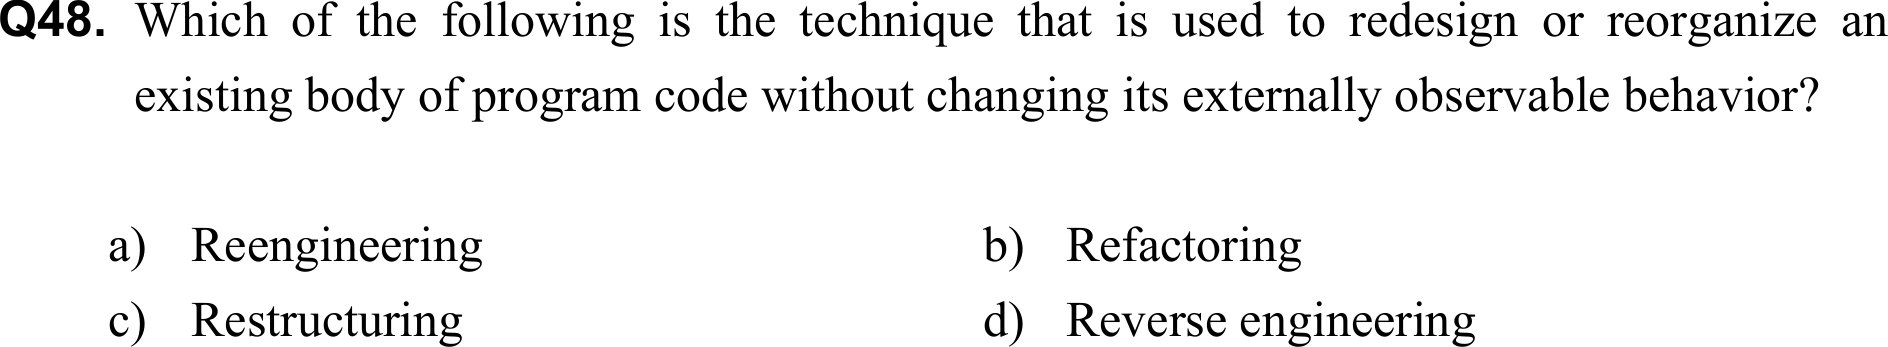 Q48. Which of the following is the technique that is used to redesign or reorganize an
existing body of program code without changing its externally observable behavior?
a) Reengineering b) Refactoring
c) Restructuring d) Reverse engineering